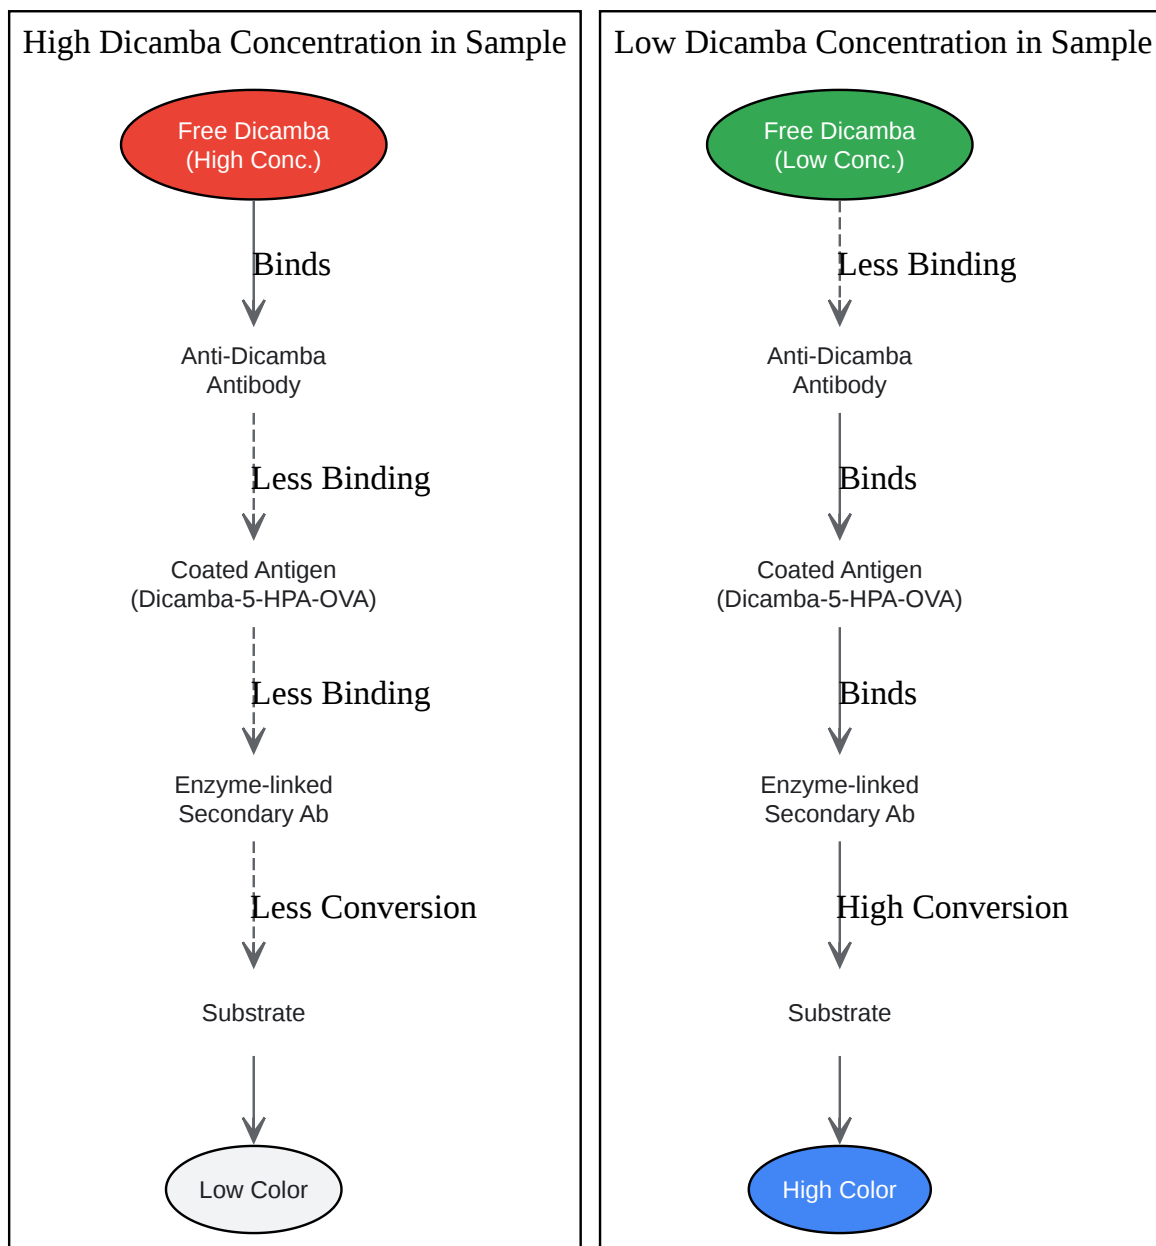 High Dicamba Concentration in Sample
Free Dicamba
(High Conc.)
Binds
Anti-Dicamba
Antibody
Less Binding
Coated Antigen
(Dicamba-5-HPA-OVA)
Less Binding
Enzyme-linked
Secondary Ab
Less Conversion
Substrate
Low Color
Low Dicamba Concentration in Sample
Free Dicamba
(Low Conc.)
Less Binding
Anti-Dicamba
Antibody
Binds
Coated Antigen
(Dicamba-5-HPA-OVA)
Binds
Enzyme-linked
Secondary Ab
High Conversion
Substrate
High Color